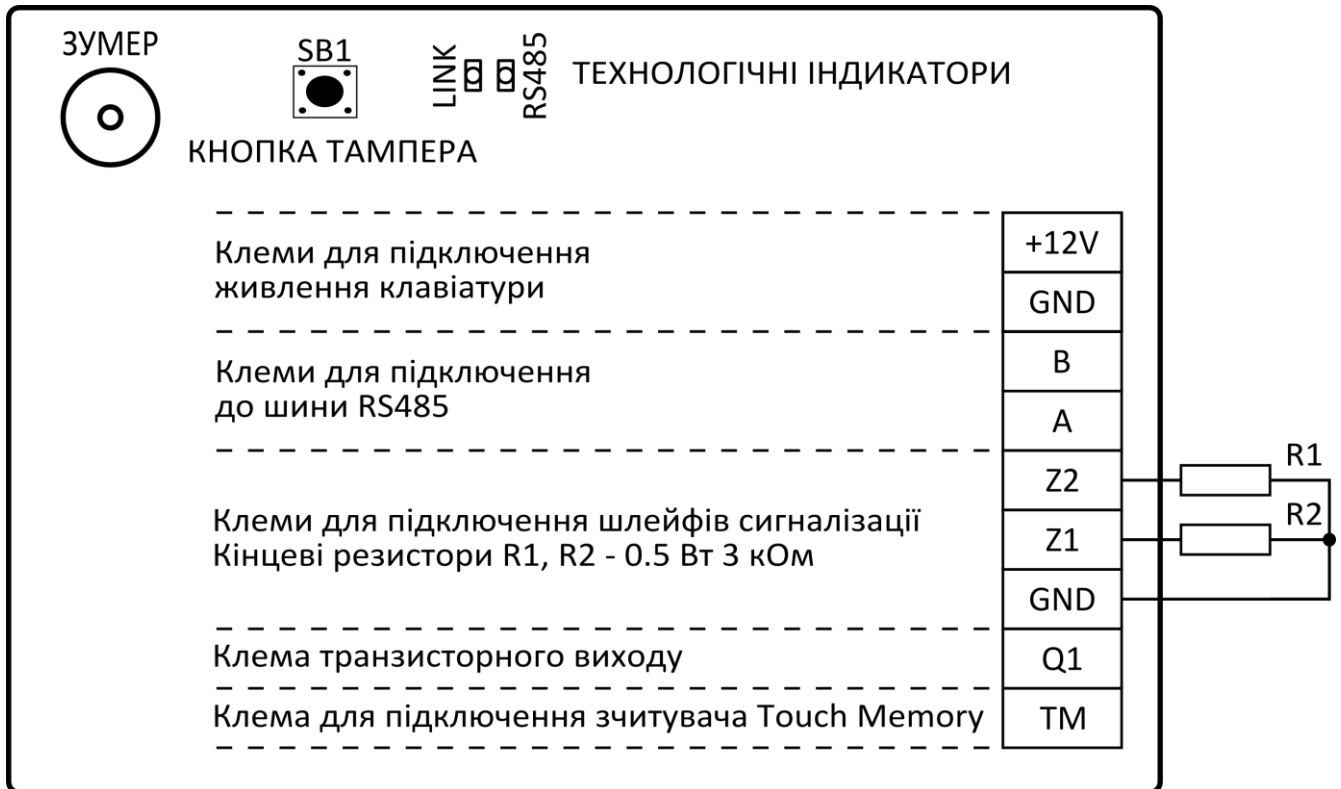 ЗУМЕР
SB1
LINK
RS485
ТЕХНОЛОГІЧНІ ІНДИКАТОРИ
КНОПКА ТАМПЕРА
Клеми для підключення
живлення клавіатури
+12V
GND
Клеми для підключення
до шини RS485
B
A
Клеми для підключення шлейфів сигналізації
Кінцеві резистори R1, R2 - 0.5 Вт 3 кОм
Z2
Z1
GND
R1
R2
Клема транзисторного виходу
Q1
Клема для підключення зчитувача Touch Memory
TM